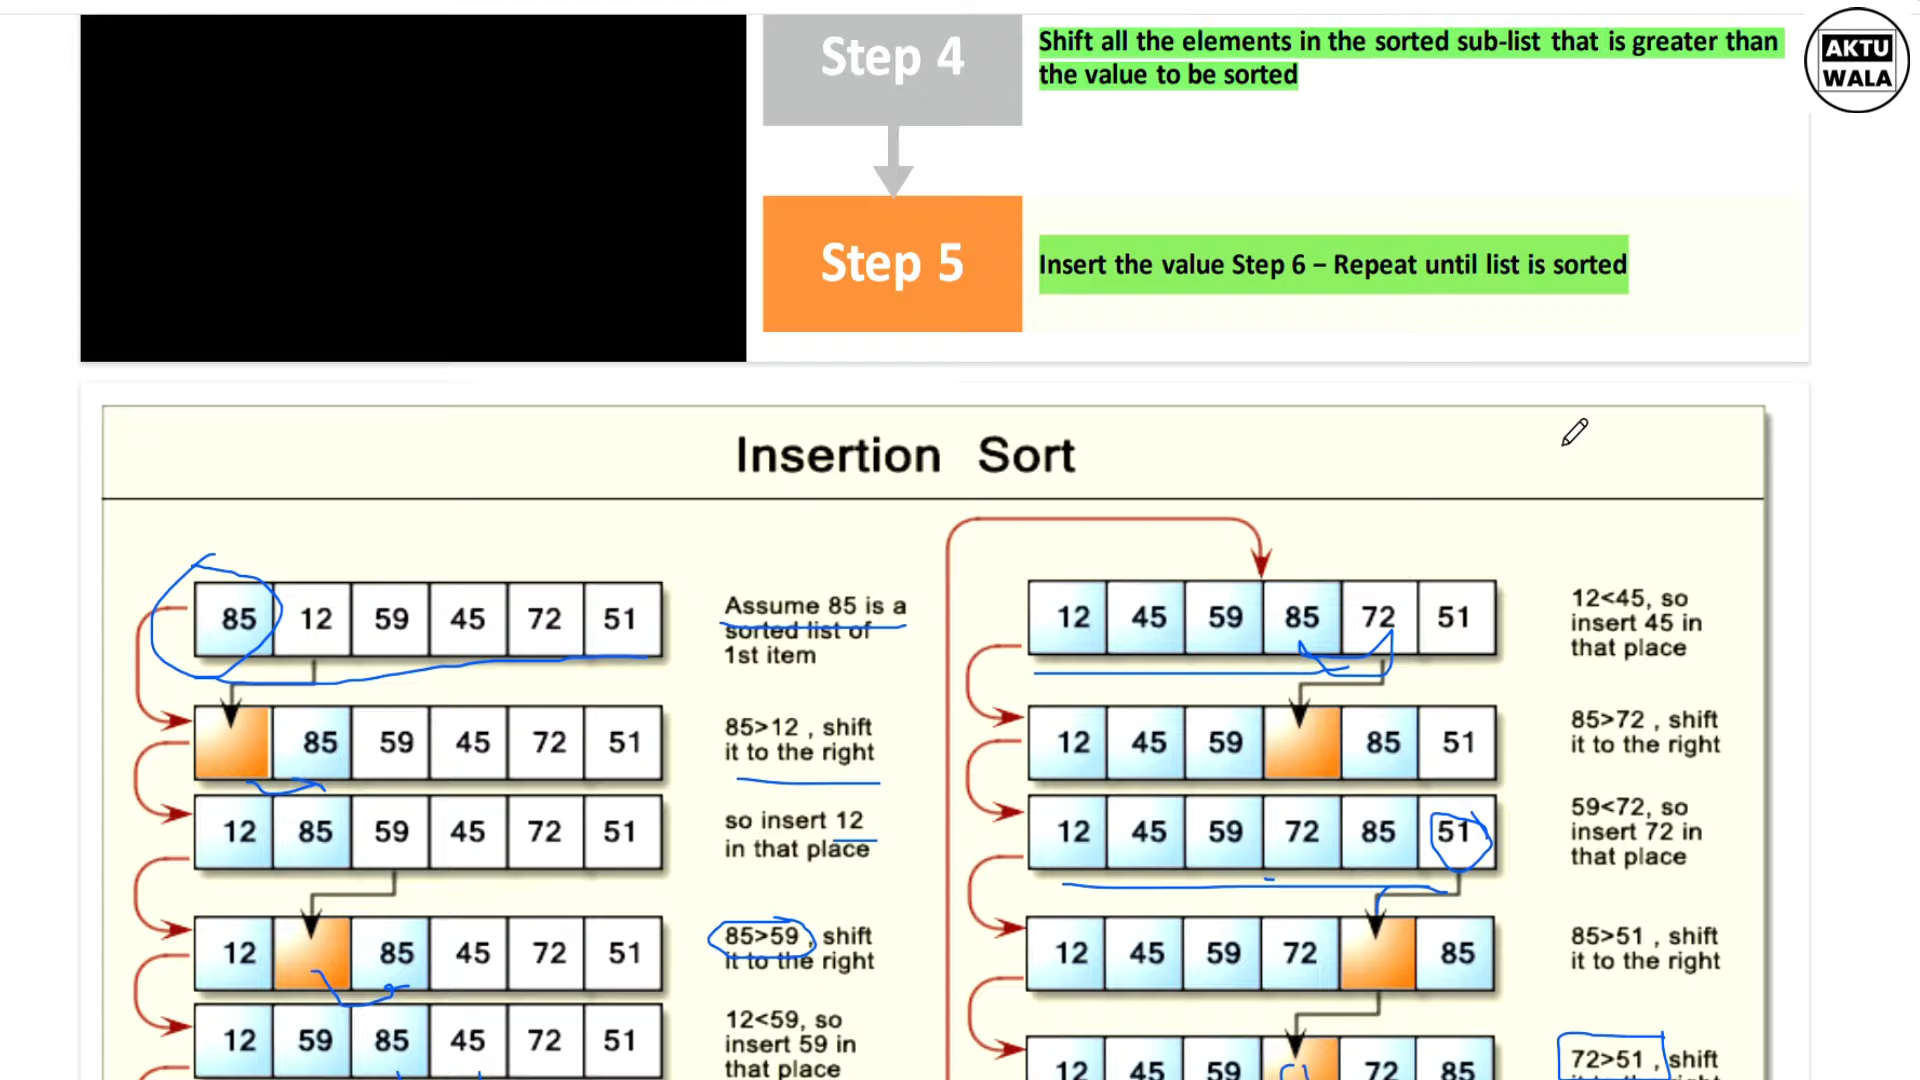 Step 4
Shift all the elements in the sorted sub-list that is greater than
the value to be sorted
AKTU
WALA
Step 5
Insert the value Step 6 – Repeat until list is sorted
Insertion Sort
85 12 59 45 72 51
Assume 85 is a
sorted list of
1st item
85 59 45 72 51
85>12 , shift
it to the right
12 85 59 45 72 51
so insert 12
in that place
12 85 45 72 51
85>59 , shift
it to the right
12 59 85 45 72 51
12<59, so
insert 59 in
that place
12 45 59 85 72 51
12<45, so
insert 45 in
that place
12 45 59 85 51
85>72 , shift
it to the right
12 45 59 72 85 51
59<72, so
insert 72 in
that place
12 45 59 72 85
85>51 , shift
it to the right
12 45 59 72 85
72>51 , shift